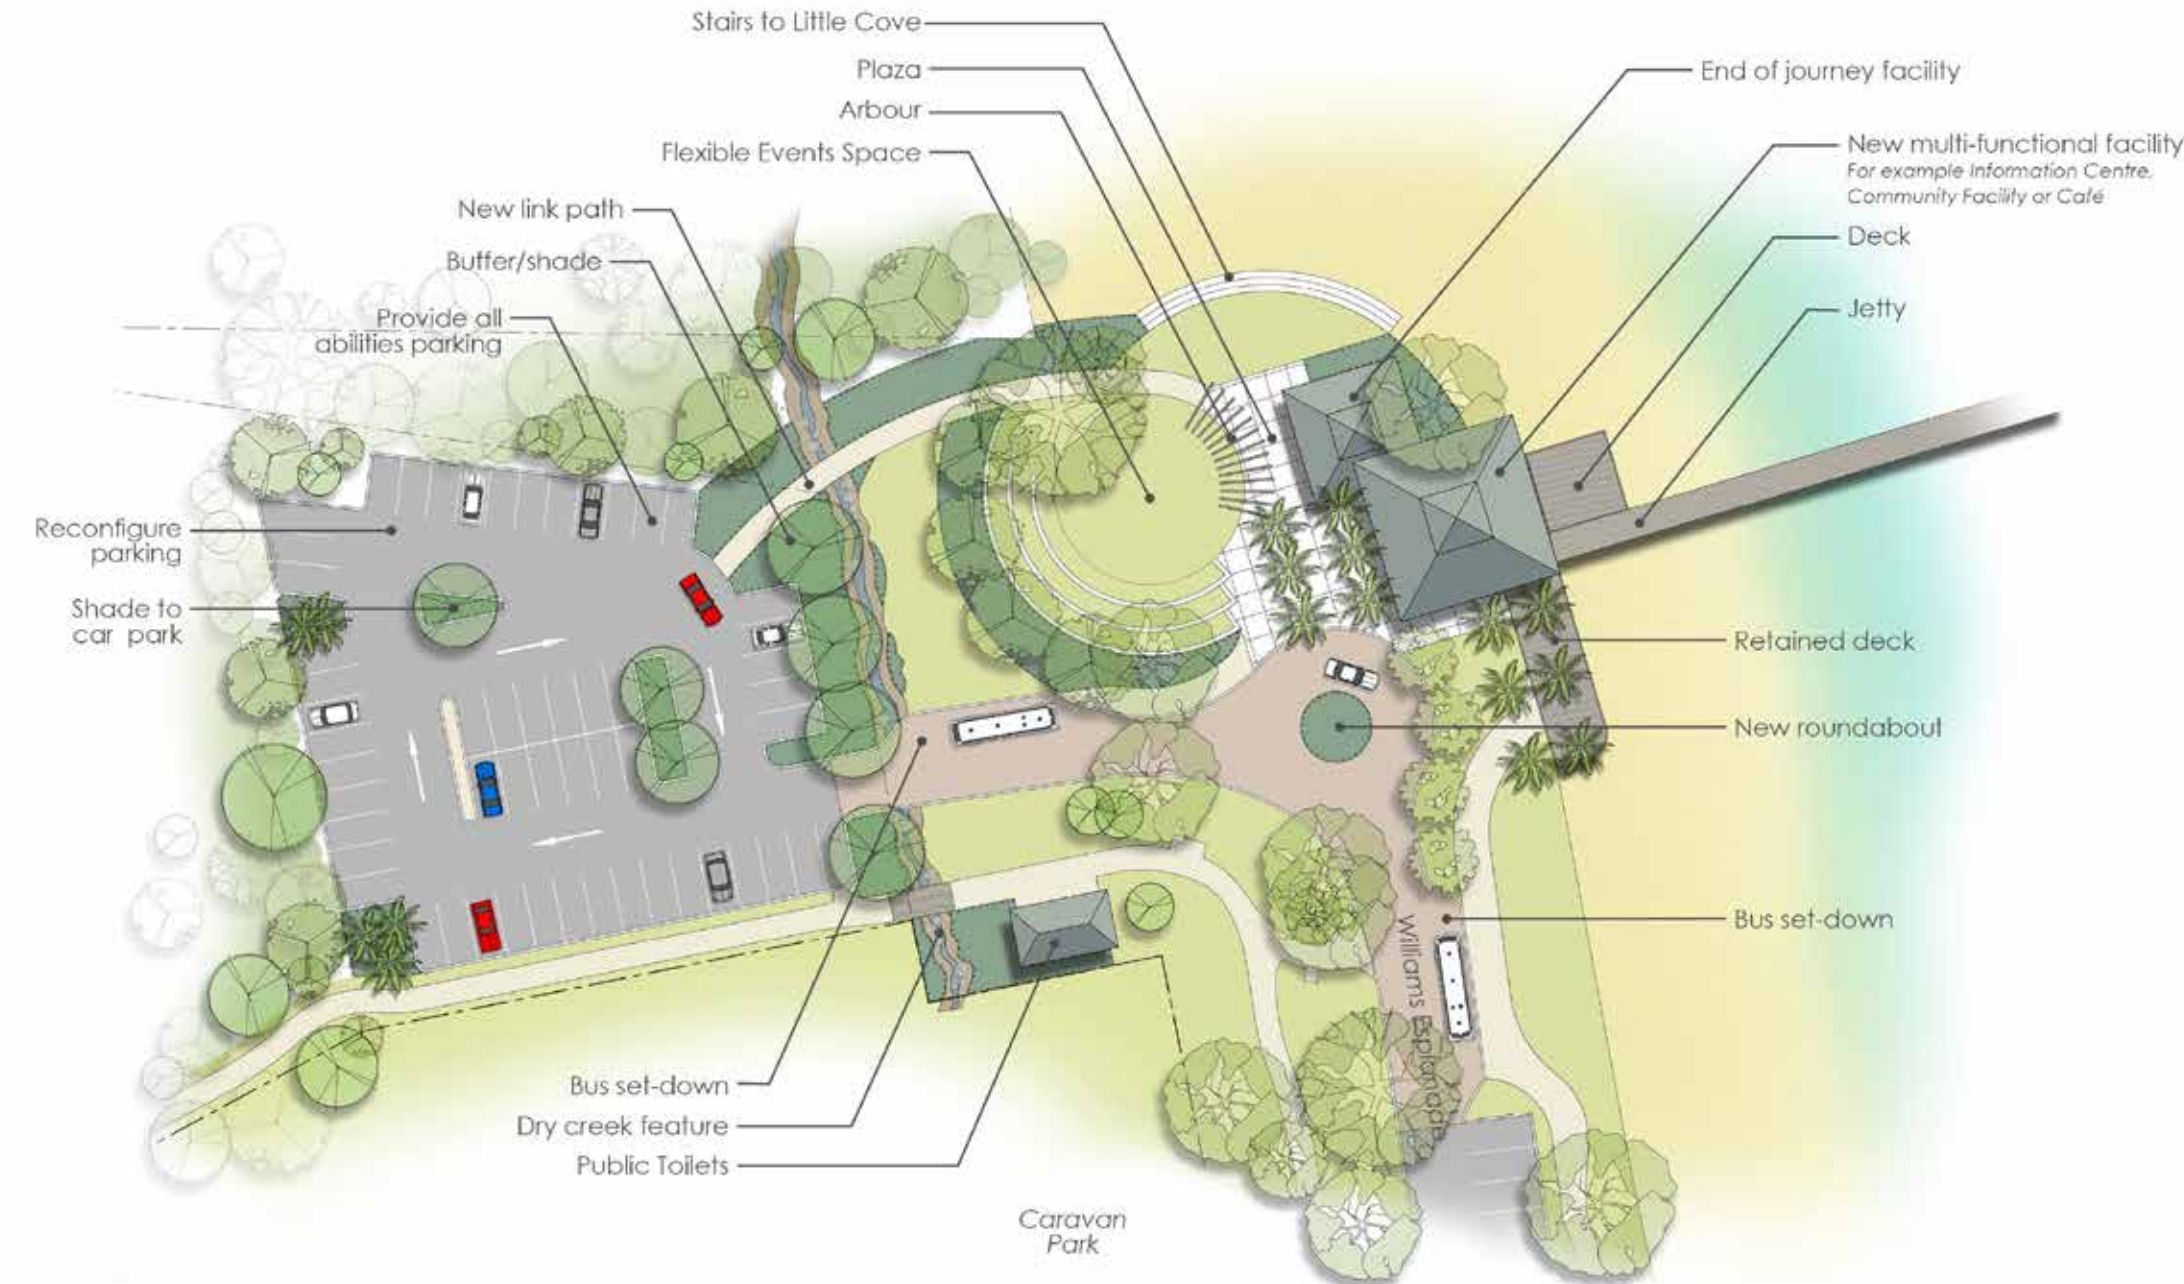 Stairs to Little Cove
Plaza
Arbour
Flexible Events Space
New link path
Buffer/shade
Provide all
abilities parking
Reconfigure
parking
Shade to
car park
End of journey facility
New multi-functional facility
For example Information Centre,
Community Facility or Café
Deck
Jetty
Retained deck
New roundabout
Bus set-down
Williams Esplanade
Bus set-down
Dry creek feature
Public Toilets
Caravan
Park